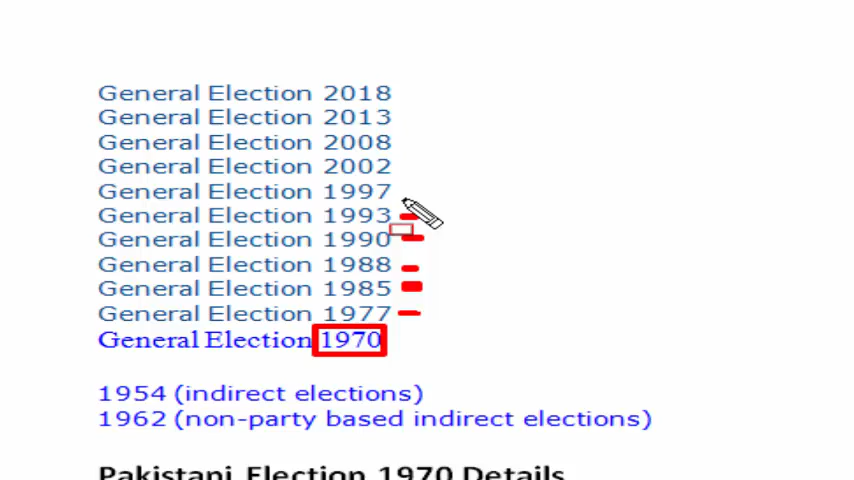 General Election 2018
General Election 2013
General Election 2008
General Election 2002
General Election 1997
General Election 1993
General Election 1990
General Election 1988
General Election 1985
General Election 1977
General Election 1970
1954 (indirect elections)
1962 (non-party based indirect elections)
Pakistani Election 1970 Details